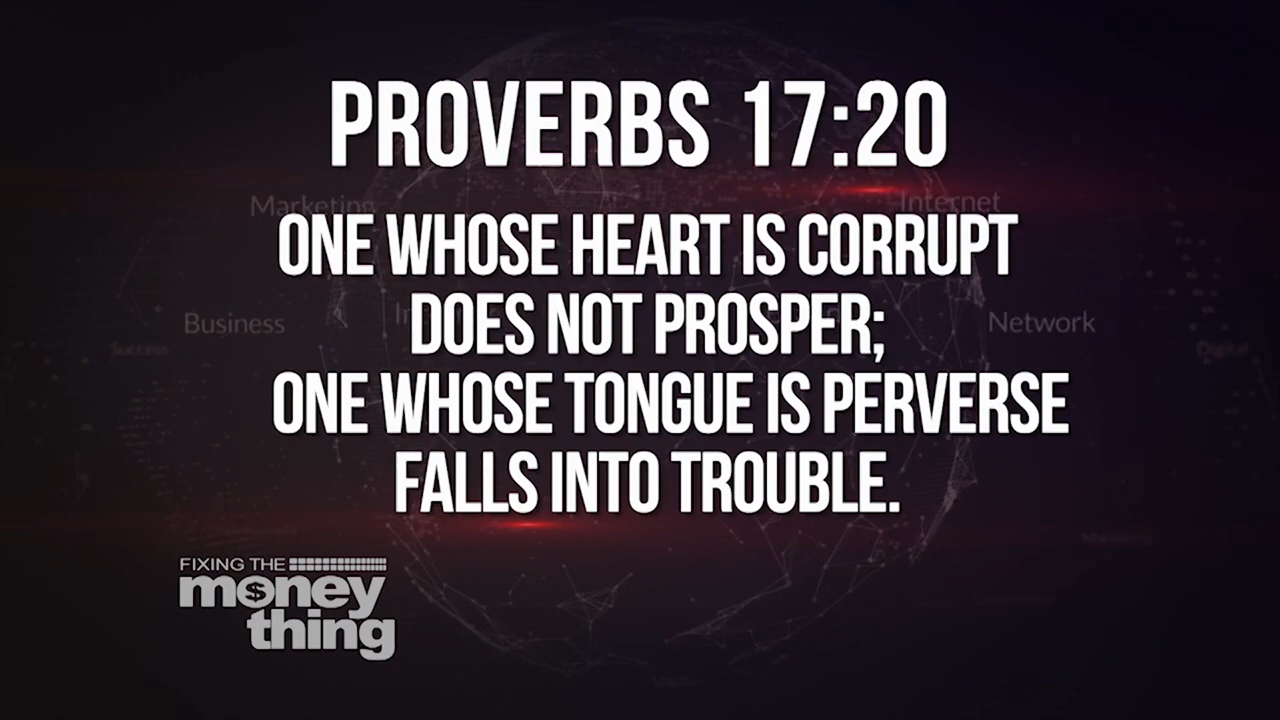 PROVERBS 17:20
Marketing
Internet
ONE WHOSE HEART IS CORRUPT
DOES NOT PROSPER;
Business
Network
Success
ONE WHOSE TONGUE IS PERVERSE
FALLS INTO TROUBLE.
FIXING THE
money
thing